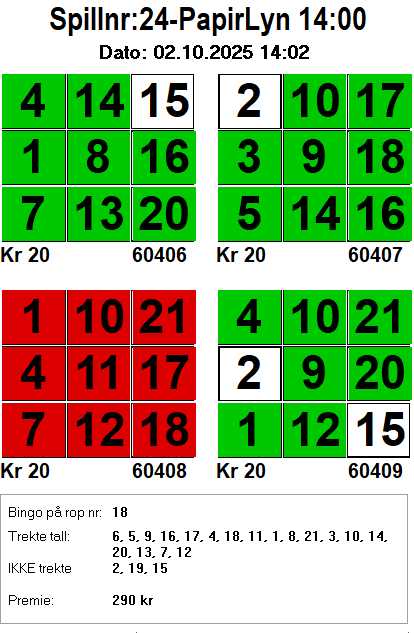 Spillnr:24-PapirLyn 14:00
Dato: 02.10.2025 14:02
4 14 15 2 10 17
1 8 16 3 9 18
7 13 20 5 14 16
Kr 20 60406 Kr 20 60407
1 10 21 4 10 21
4 11 17 2 9 20
7 12 18 1 12 15
Kr 20 60408 Kr 20 60409
Bingo på rop nr: 18
Trekte tall: 6, 5, 9, 16, 17, 4, 18, 11, 1, 8, 21, 3, 10, 14,
20, 13, 7, 12
IKKE trekte 2, 19, 15
Premie: 290 kr